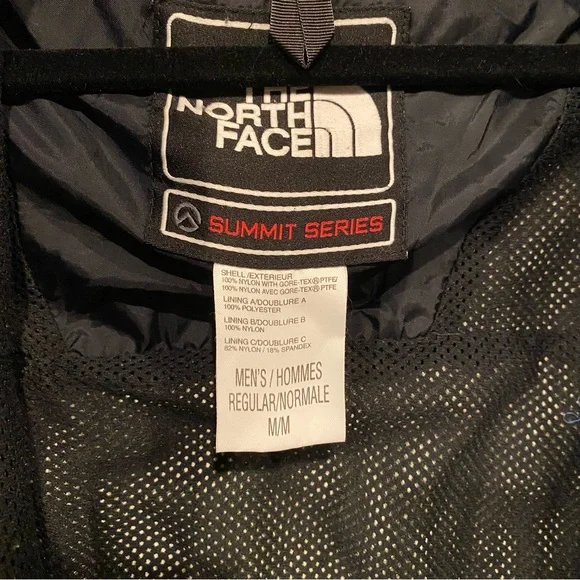 THE
NORTH
FACE
SUMMIT SERIES
SHELL/EXTERIEUR
100% NYLON WITH GORE-TEX® PTFE/
100% NYLON AVEC GORE-TEX® PTFE
LINING A/DOUBLURE A
100% POLYESTER
LINING B/DOUBLURE B
100% NYLON
LINING C/DOUBLURE C
82% NYLON / 18% SPANDEX
MEN'S / HOMMES
REGULAR/NORMALE
M/M